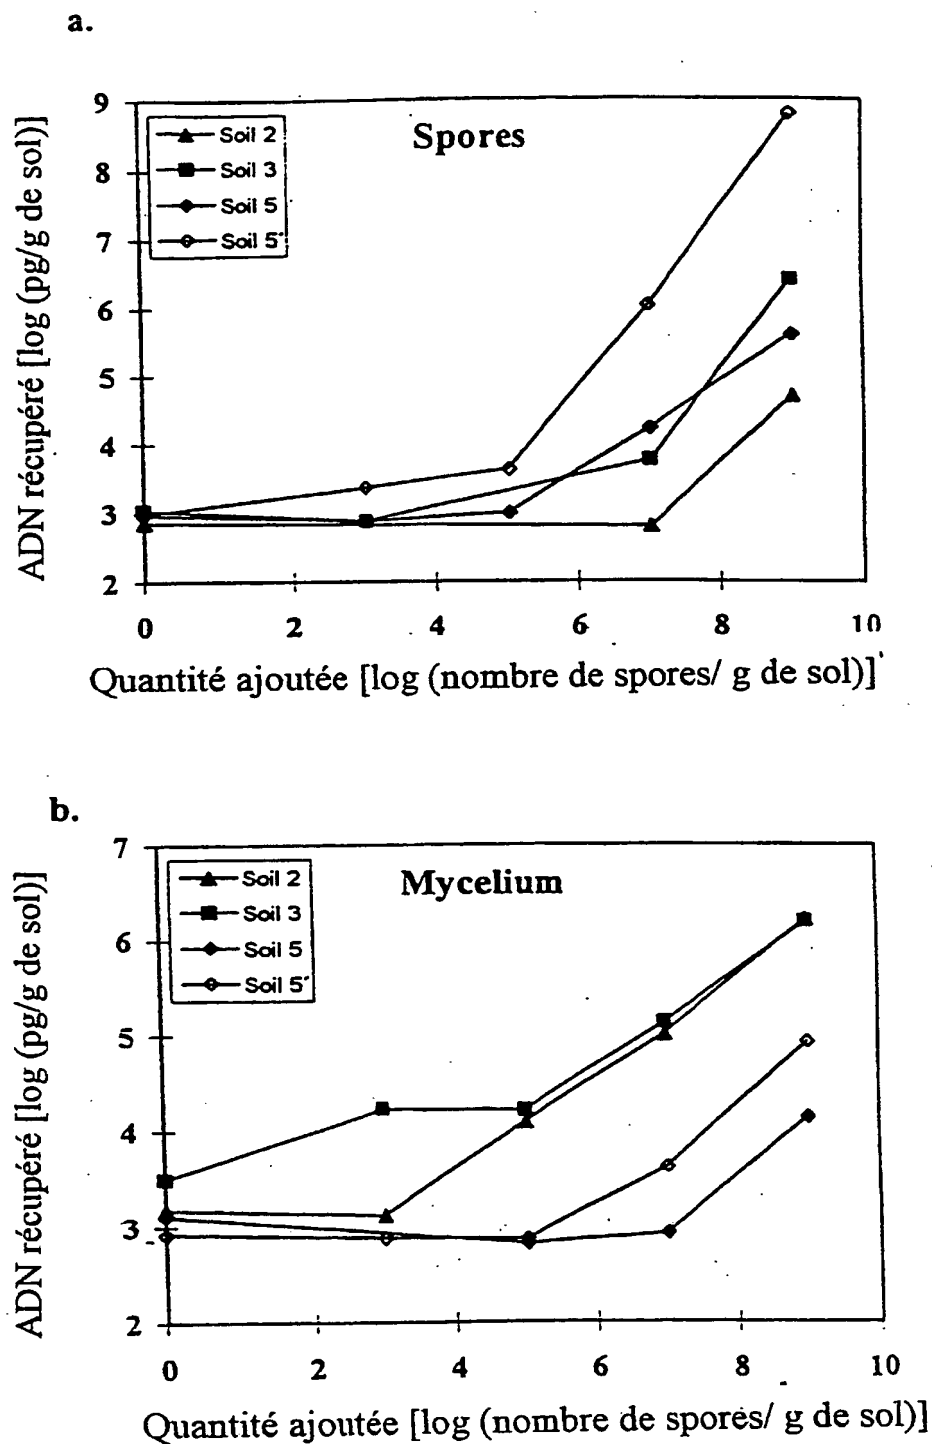 a.
ADN récupéré [log (pg/g de sol)]
9
8
7
6
5
4
3
2
Soil 2
Soil 3
Soil 5
Soil 5'
Spores
0 2 4 6 8 10
Quantité ajoutée [log (nombre de spores/ g de sol)]
b.
ADN récupéré [log (pg/g de sol)]
7
6
5
4
3
2
Soil 2
Soil 3
Soil 5
Soil 5'
Mycelium
0 2 4 6 8 10
Quantité ajoutée [log (nombre de spores/ g de sol)]